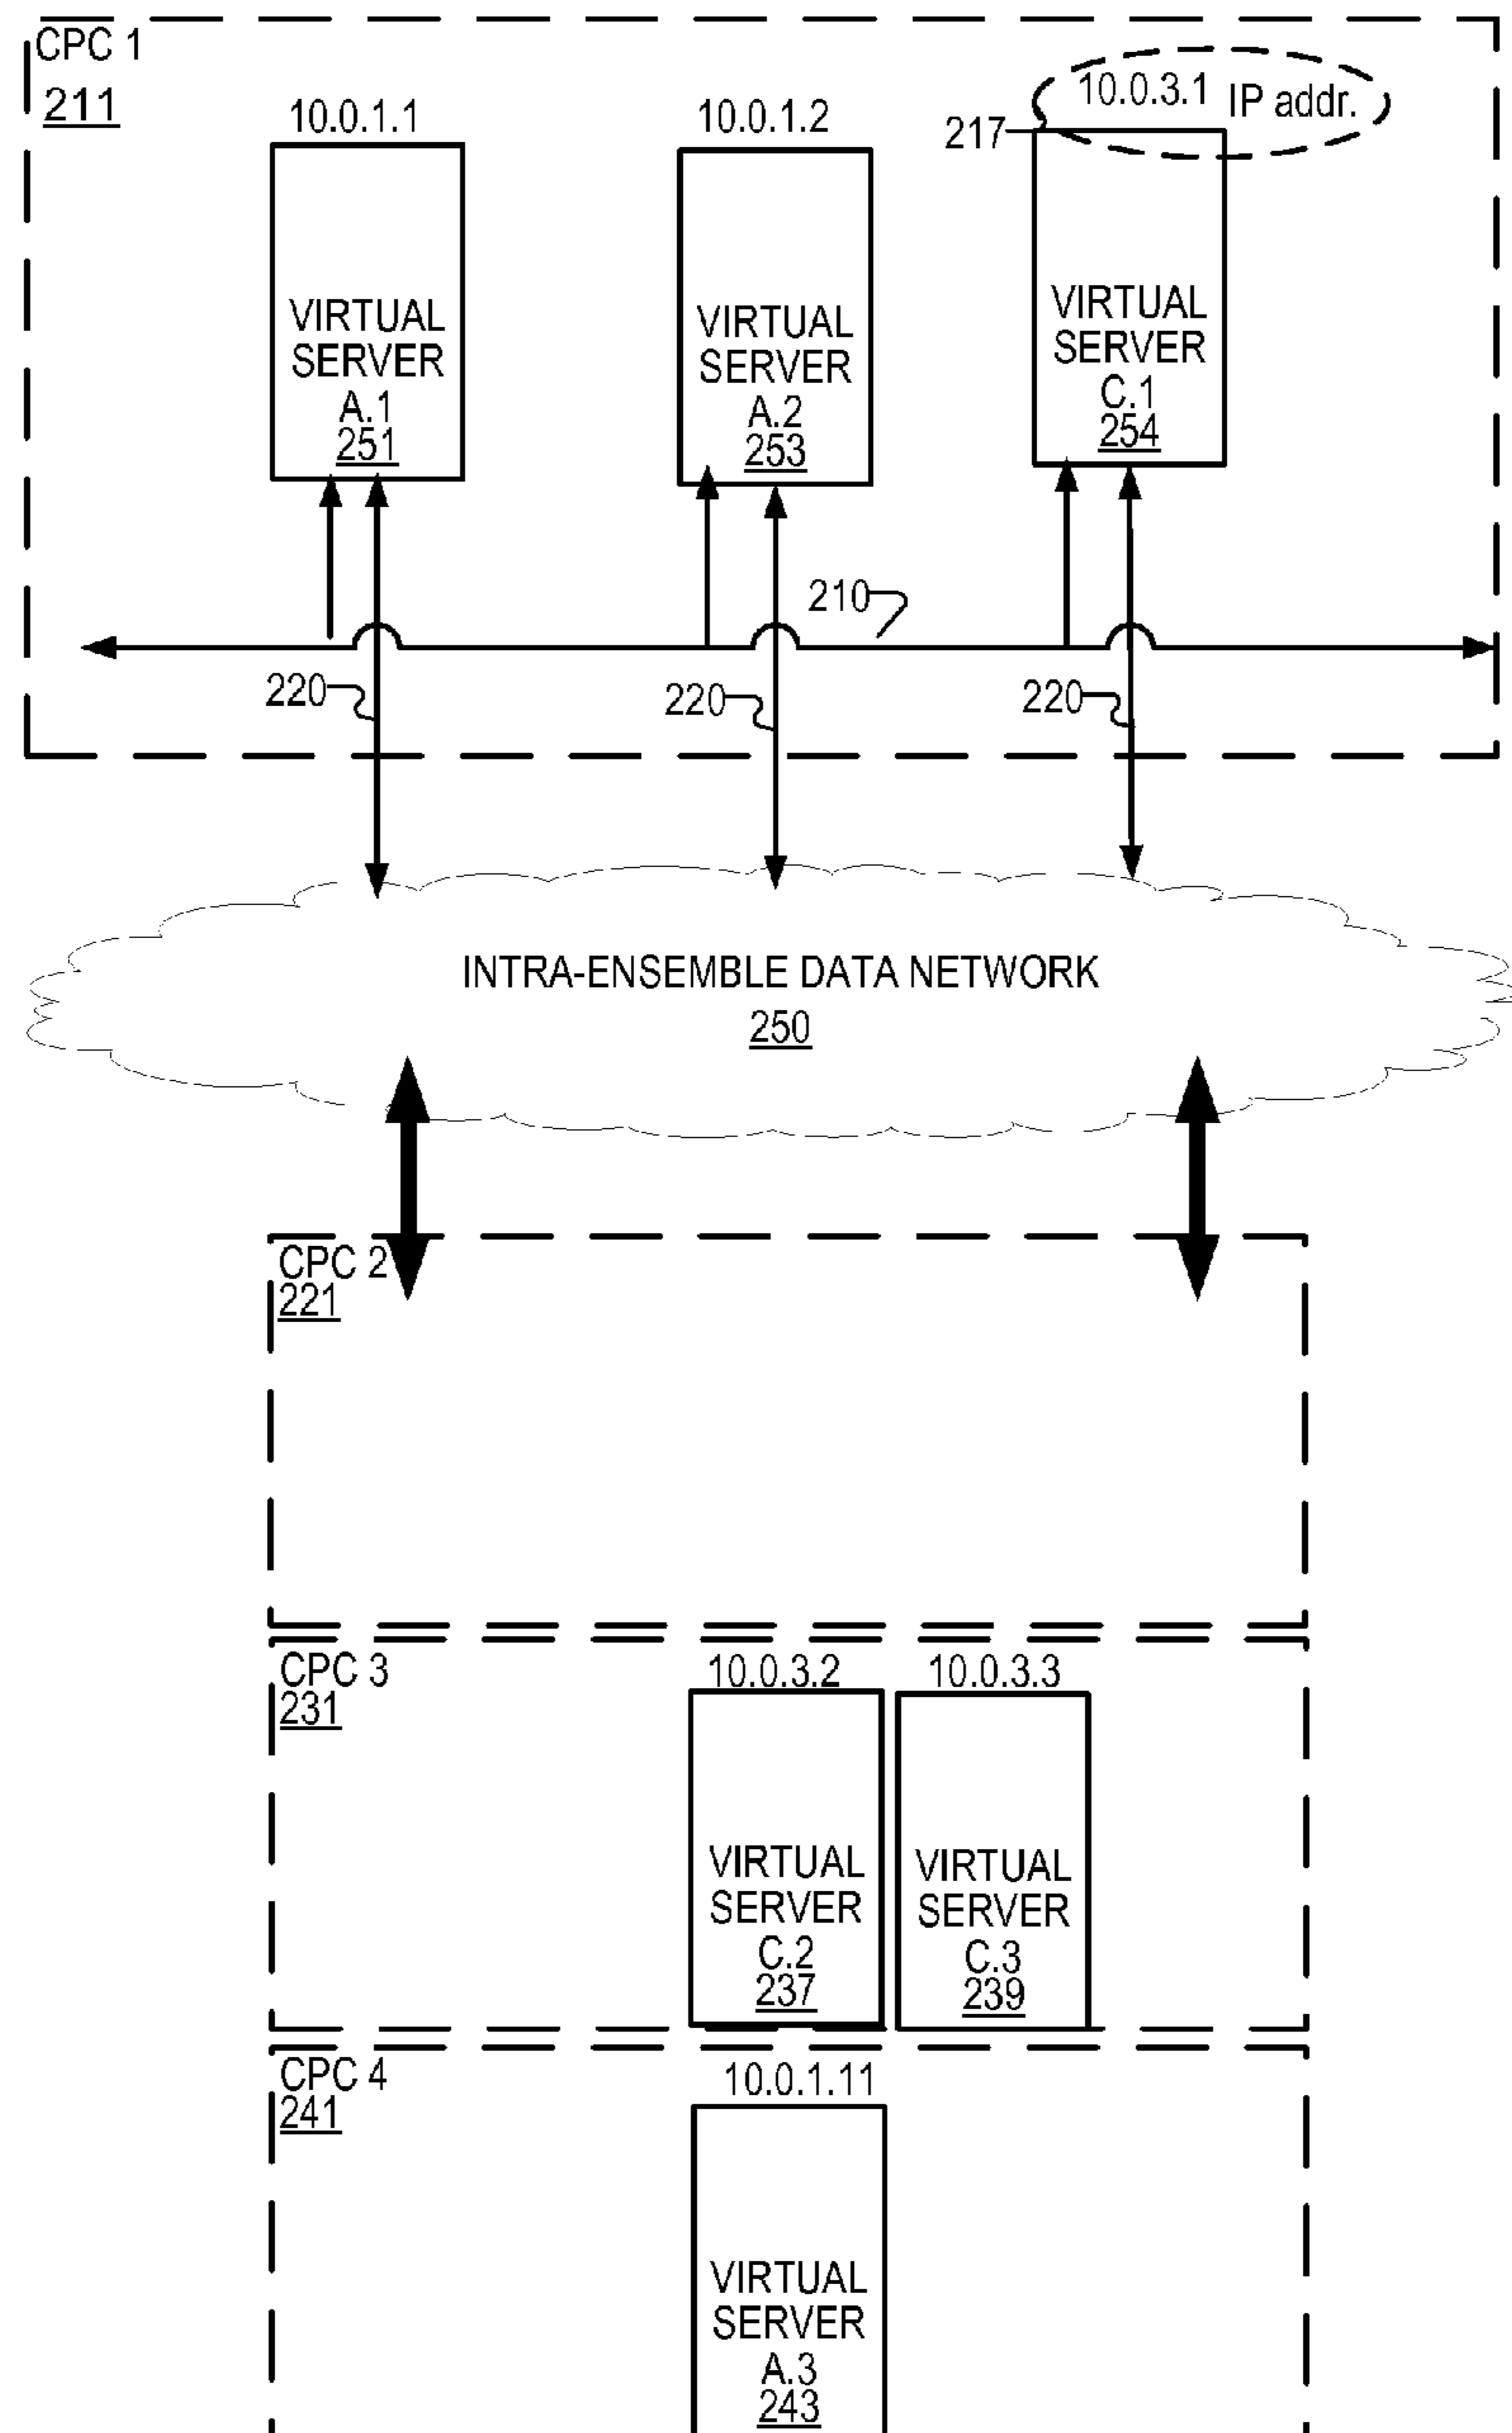 CPC 1
211
10.0.1.1
10.0.1.2
10.0.3.1 IP addr.
217
VIRTUAL
SERVER
A.1
251
VIRTUAL
SERVER
A.2
253
VIRTUAL
SERVER
C.1
254
210
220
220
220
INTRA-ENSEMBLE DATA NETWORK
250
CPC 2
221
CPC 3
231
10.0.3.2
10.0.3.3
VIRTUAL
SERVER
C.2
237
VIRTUAL
SERVER
C.3
239
CPC 4
241
10.0.1.11
VIRTUAL
SERVER
A.3
243